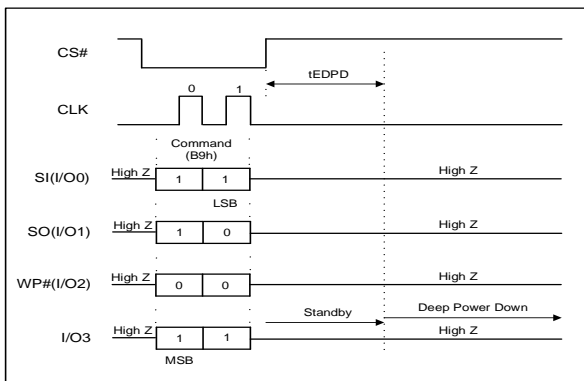 CS#
tEDPD
0 1
CLK
Command
(B9h)
High Z 1 1 High Z
SI(I/O0)
LSB
High Z 1 0 High Z
SO(I/O1)
High Z 0 0 High Z
WP#(I/O2)
Standby Deep Power Down
High Z 1 1 High Z
I/O3
MSB